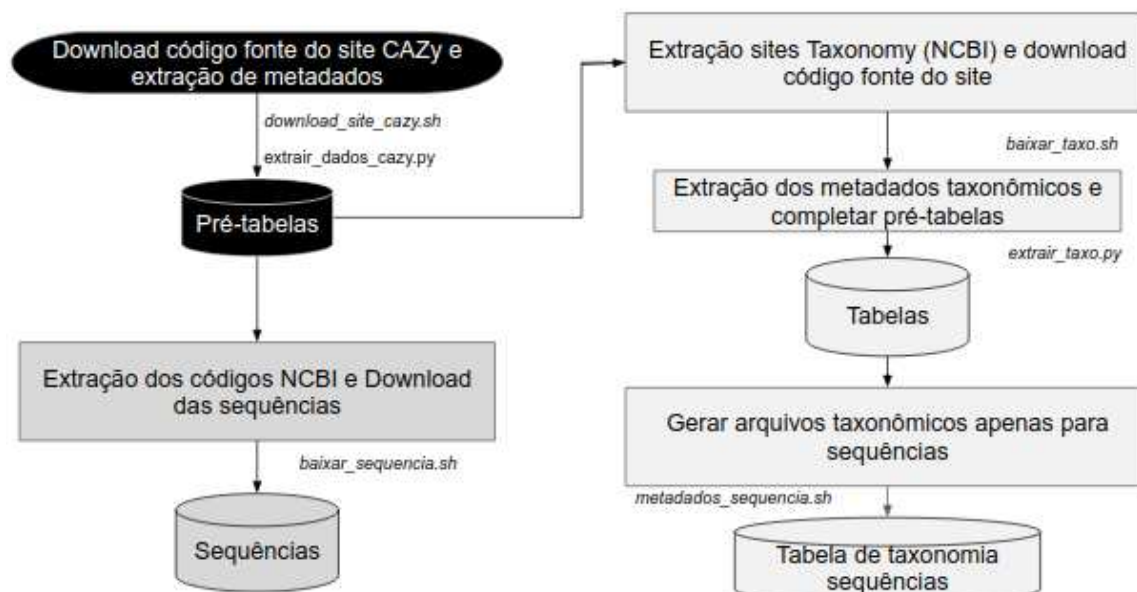 Download código fonte do site CAZy e
extração de metadados
download_site_cazy.sh
extrair_dados_cazy.py
Pré-tabelas
Extração dos códigos NCBI e Download
das sequências
baixar_sequencia.sh
Sequências
Extração sites Taxonomy (NCBI) e download
código fonte do site
baixar_taxo.sh
Extração dos metadados taxonômicos e
completar pré-tabelas
extrair_taxo.py
Tabelas
Gerar arquivos taxonômicos apenas para
sequências
metadados_sequencia.sh
Tabela de taxonomia
sequências